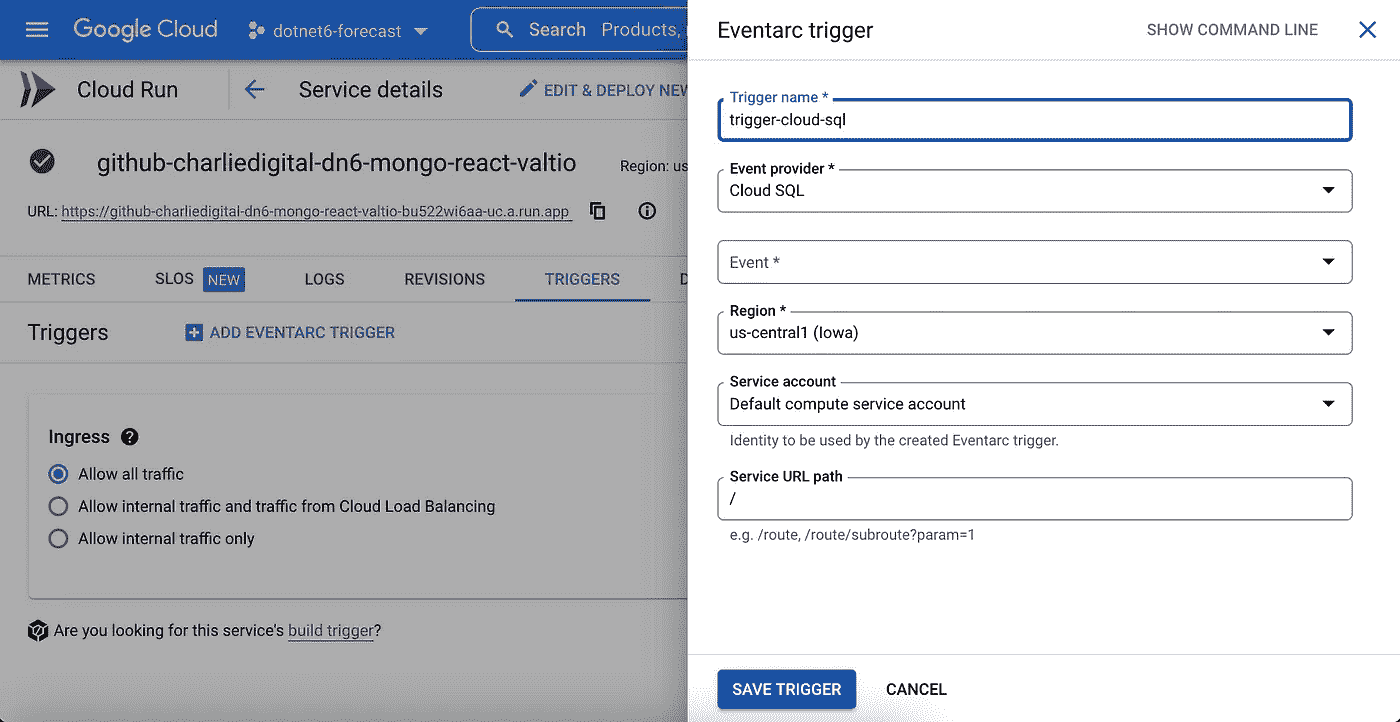 Google Cloud
dotnet6-forecast
Search Products,
Cloud Run
Service details
EDIT & DEPLOY NEW
github-charliedigital-dn6-mongo-react-valtio
Region: us
URL: https://github-charliedigital-dn6-mongo-react-valtio-bu522wi6aa-uc.a.run.app
METRICS
SLOS NEW
LOGS
REVISIONS
TRIGGERS
D
Triggers
ADD EVENTARC TRIGGER
Ingress
Allow all traffic
Allow internal traffic and traffic from Cloud Load Balancing
Allow internal traffic only
Are you looking for this service's build trigger?
Eventarc trigger
SHOW COMMAND LINE
Trigger name *
trigger-cloud-sql
Event provider *
Cloud SQL
Event *
Region *
us-central1 (Iowa)
Service account
Default compute service account
Identity to be used by the created Eventarc trigger.
Service URL path
/
e.g. /route, /route/subroute?param=1
SAVE TRIGGER
CANCEL